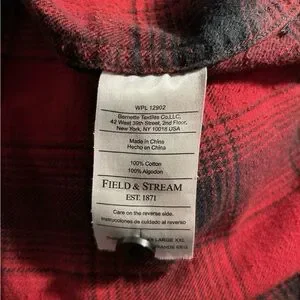 WPL 12902
Bernette Textiles Co,LLC,
42 West 39th Street, 2nd Floor,
New York, NY 10018 USA
Made in China
Hecho en China
100% Cotton
100% Algodon
FIELD & STREAM
EST. 1871
Care on the reverse side.
Instrucciones de cuidado al reverso
LARGE XXL